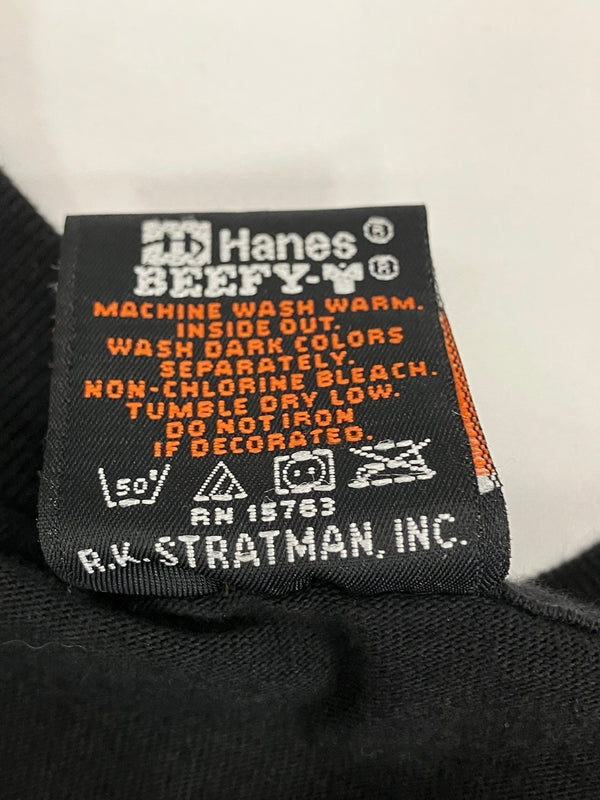 Hanes®
BEEFY-T®
MACHINE WASH WARM.
INSIDE OUT.
WASH DARK COLORS
SEPARATELY.
NON-CHLORINE BLEACH.
TUMBLE DRY LOW.
DO NOT IRON
IF DECORATED.
50°
RN 15763
R.K. STRATMAN, INC.